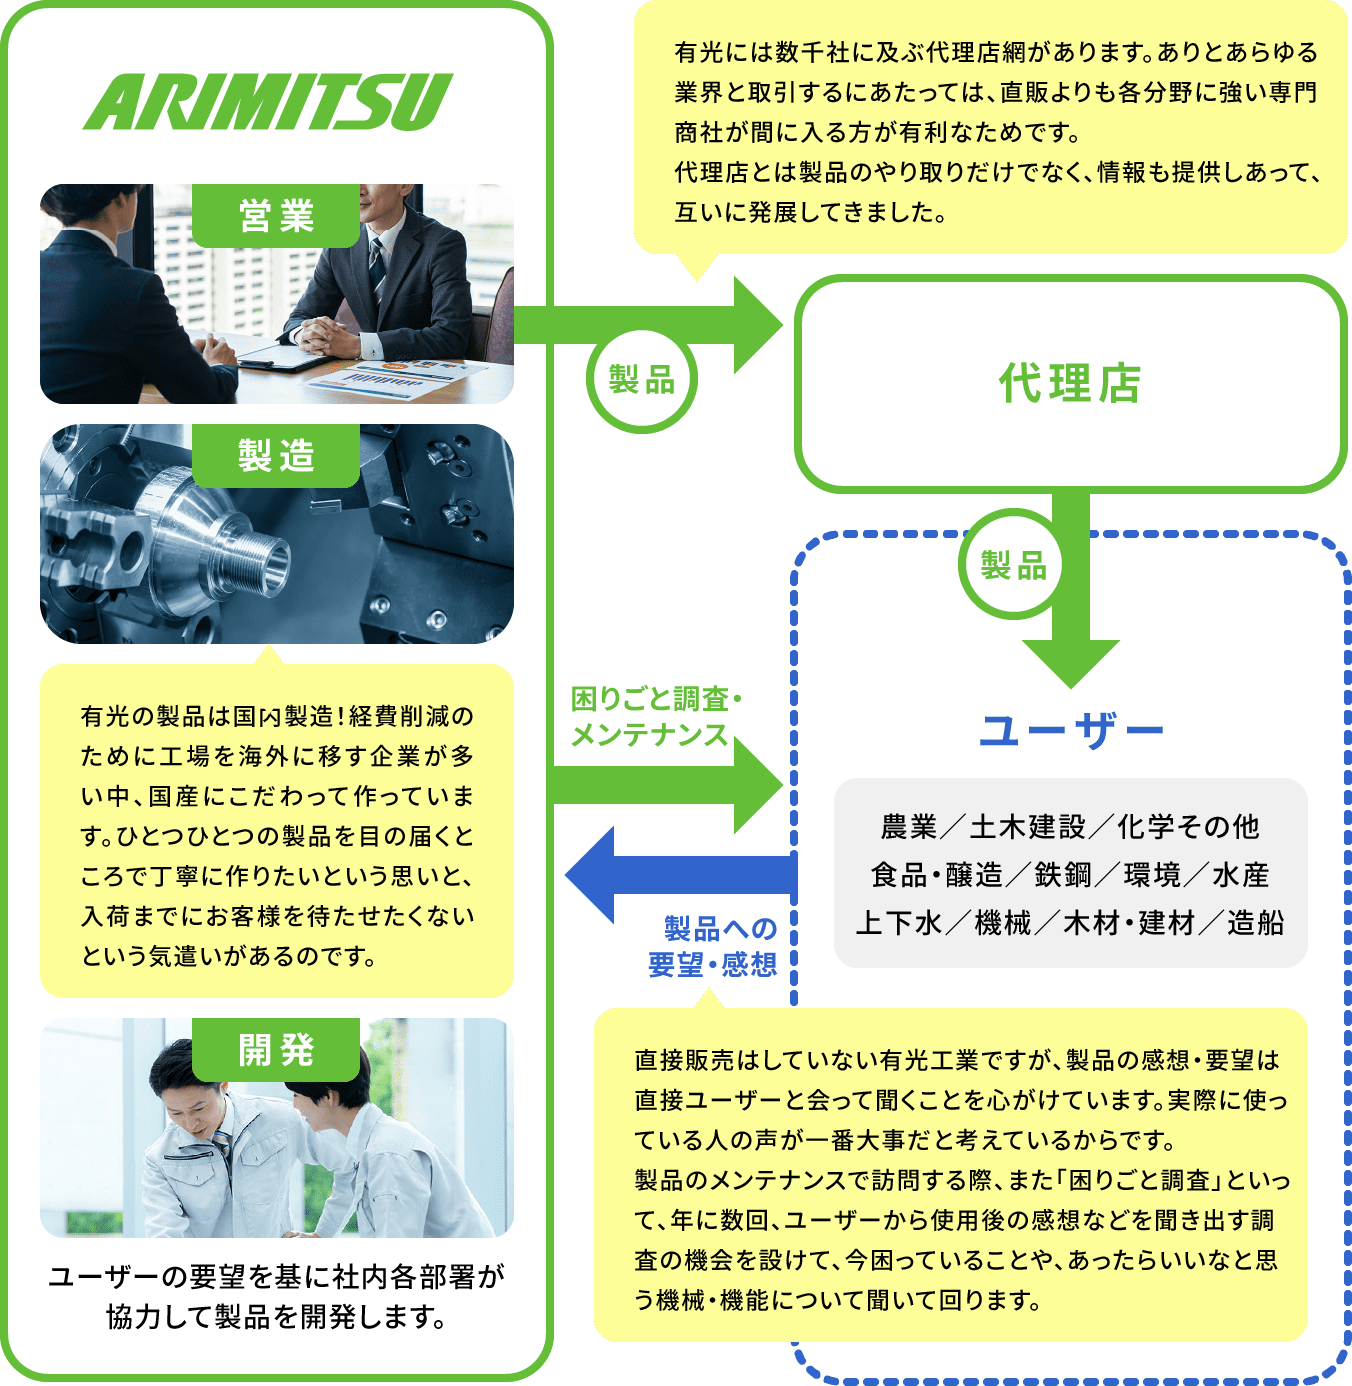 ARIMITSU
営業
製造
有光の製品は国内製造！経費削減の
ために工場を海外に移す企業が多
い中、国産にこだわって作っていま
す。ひとつひとつの製品を目の届くと
ころで丁寧に作りたいという思いと、
入荷までにお客様を待たせたくない
という気遣いがあるのです。
開発
ユーザーの要望を基に社内各部署が
協力して製品を開発します。
有光には数千社に及ぶ代理店網があります。ありとあらゆる
業界と取引するにあたっては、直販よりも各分野に強い専門
商社が間に入る方が有利なためです。
代理店とは製品のやり取りだけでなく、情報も提供しあって、
互いに発展してきました。
製品
代理店
製品
困りごと調査・
メンテナンス
ユーザー
農業／土木建設／化学その他
食品・醸造／鉄鋼／環境／水産
上下水／機械／木材・建材／造船
製品への
要望・感想
直接販売はしていない有光工業ですが、製品の感想・要望は
直接ユーザーと会って聞くことを心がけています。実際に使っ
ている人の声が一番大事だと考えているからです。
製品のメンテナンスで訪問する際、また「困りごと調査」といっ
て、年に数回、ユーザーから使用後の感想などを聞き出す調
査の機会を設けて、今困っていることや、あったらいいなと思
う機械・機能について聞いて回ります。